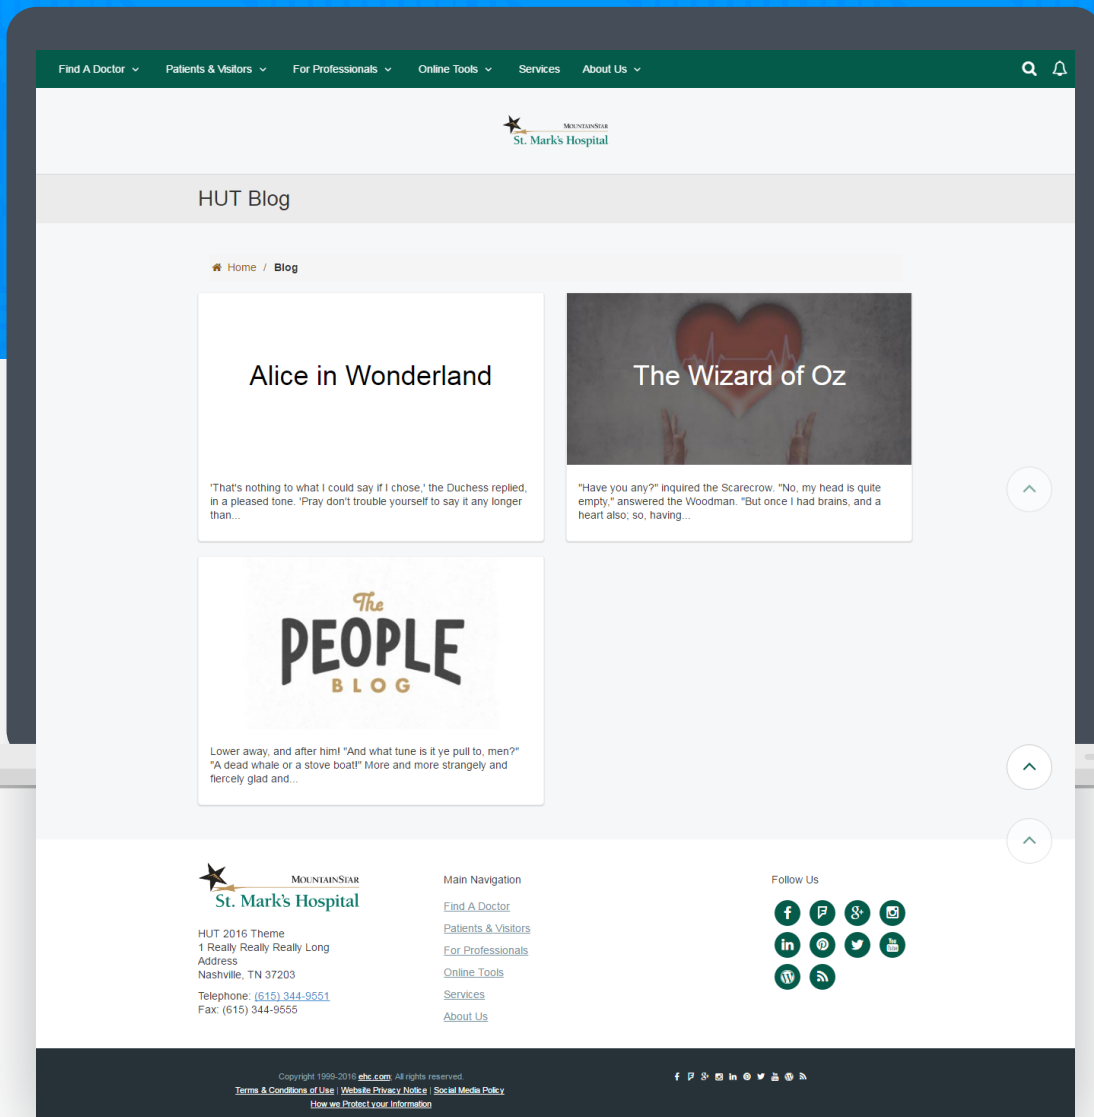 Find A Doctor Patients & Visitors For Professionals Online Tools Services About Us
MOUNTAINSTAR
St. Mark's Hospital
HUT Blog
Home / Blog
Alice in Wonderland
'That's nothing to what I could say if I chose,' the Duchess replied,
in a pleased tone. 'Pray don't trouble yourself to say it any longer
than...
The Wizard of Oz
"Have you any?" inquired the Scarecrow. "No, my head is quite
empty," answered the Woodman. "But once I had brains, and a
heart also; so, having...
The
PEOPLE
BLOG
Lower away, and after him! "And what tune is it ye pull to, men?"
"A dead whale or a stove boat!" More and more strangely and
fiercely glad and...
MOUNTAINSTAR
St. Mark's Hospital
HUT 2016 Theme
1 Really Really Really Long
Address
Nashville, TN 37203
Telephone: (615) 344-9551
Fax: (615) 344-9555
Main Navigation
Find A Doctor
Patients & Visitors
For Professionals
Online Tools
Services
About Us
Follow Us
Copyright 1999-2016 ehc.com; All rights reserved.
Terms & Conditions of Use | Website Privacy Notice | Social Media Policy
How we Protect your Information